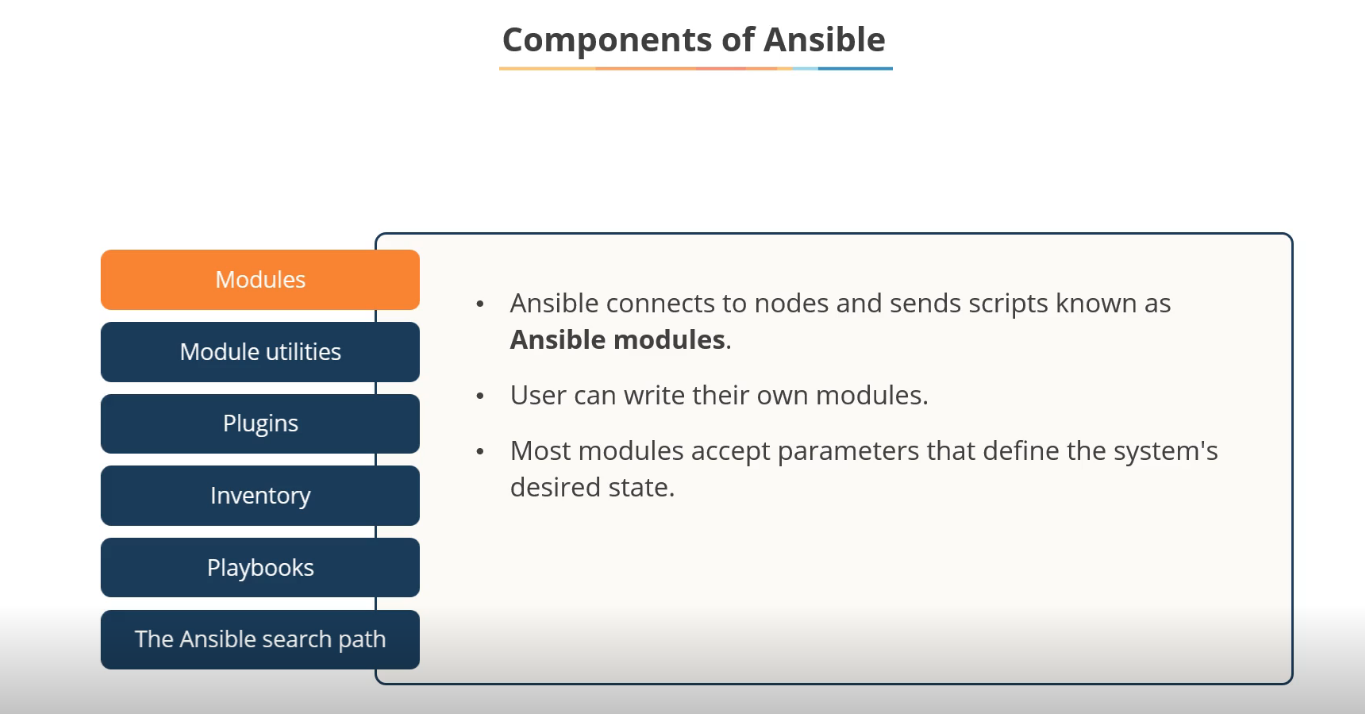 Components of Ansible
Modules
Module utilities
Plugins
Inventory
Playbooks
The Ansible search path
• Ansible connects to nodes and sends scripts known as
Ansible modules.
• User can write their own modules.
• Most modules accept parameters that define the system's
desired state.